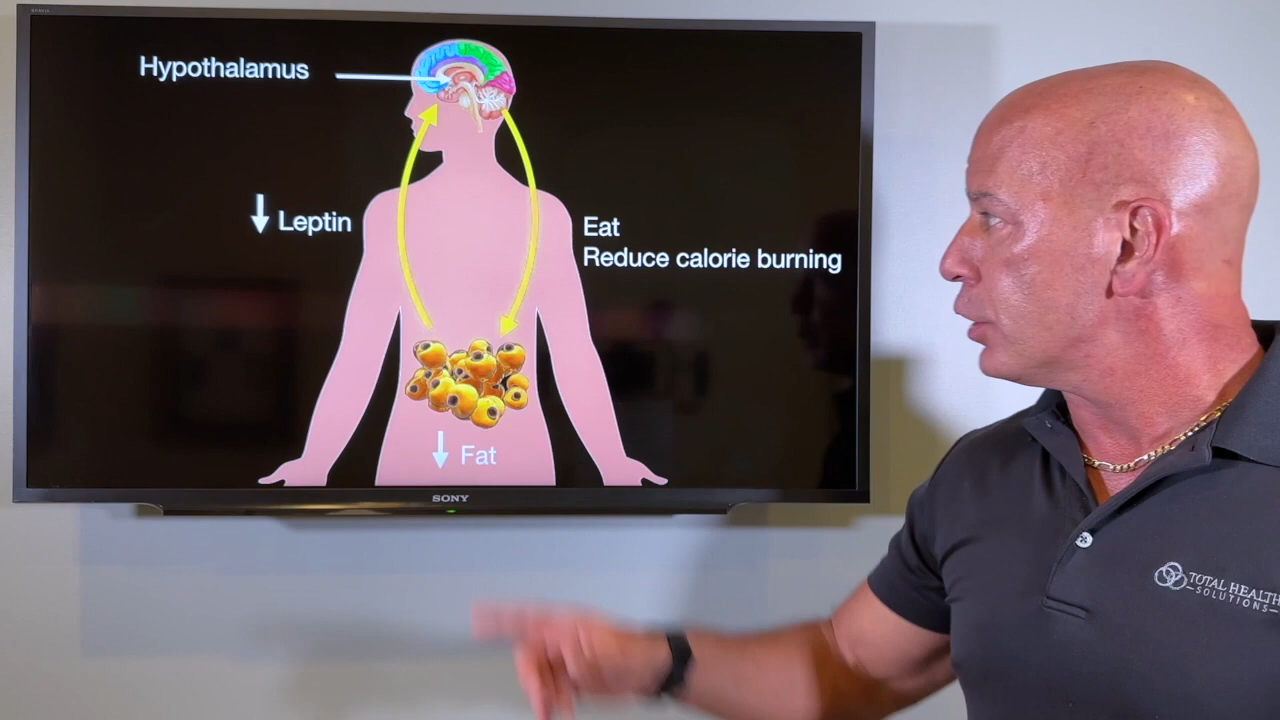 Hypothalamus
↓ Leptin
Eat
Reduce calorie burning
↓ Fat
SONY
TOTAL HEALTH
SOLUTIONS